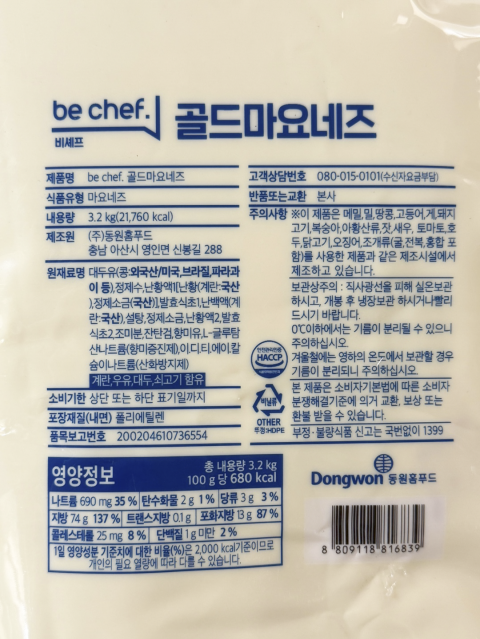 be chef.
비셰프
골드마요네즈
제품명 be chef. 골드마요네즈
식품유형 마요네즈
내용량 3.2 kg(21,760 kcal)
제조원 (주)동원홈푸드
충남 아산시 영인면 신봉길 288
원재료명 대두유(콩:외국산/미국,브라질,파라과
이 등),정제수,난황액1[난황(계란:국산
),정제소금(국산)],발효식초1,난백액(계
란:국산),설탕,정제소금,난황액2,발효
식초2,조미분,잔탄검,향미유,L-글루탐
산나트륨(향미증진제),이.디.티.에이.칼
슘이나트륨(산화방지제)
계란,우유,대두,쇠고기 함유
소비기한 상단 또는 하단 표기일까지
포장재질(내면) 폴리에틸렌
품목보고번호 200204610736554
고객상담번호 080-015-0101(수신자요금부담)
반품또는교환 본사
주의사항 ※이 제품은 메밀,밀,땅콩,고등어,게,돼지
고기,복숭아,아황산류,잣,새우, 토마토,호
두,닭고기,오징어,조개류(굴,전복,홍합 포
함)를 사용한 제품과 같은 제조시설에서
제조하고 있습니다.
보관상주의 : 직사광선을 피해 실온보관
하시고, 개봉 후 냉장보관 하시거나빨리
드시기 바랍니다.
0℃이하에서는 기름이 분리될 수 있으니
주의하십시오.
겨울철에는 영하의 온도에서 보관할 경우
기름이 분리되니 주의하십시오.
안전관리인증
HACCP
본 제품은 소비자기본법에 따른 소비자
분쟁해결기준에 의거 교환, 보상 또는
환불 받을 수 있습니다.
비닐류
OTHER
뚜껑:HDPE
부정·불량식품 신고는 국번없이 1399
영양정보
총 내용량 3.2 kg
100 g 당 680 kcal
나트륨 690 mg 35 % 탄수화물 2 g 1 % 당류 3 g 3 %
지방 74 g 137 % 트랜스지방 0.1 g 포화지방 13 g 87 %
콜레스테롤 25 mg 8 % 단백질 1 g 미만 2 %
1일 영양성분 기준치에 대한 비율(%)은 2,000 kcal기준이므로
개인의 필요 열량에 따라 다를 수 있습니다.
Dongwon 동원홈푸드
8 809118 816839